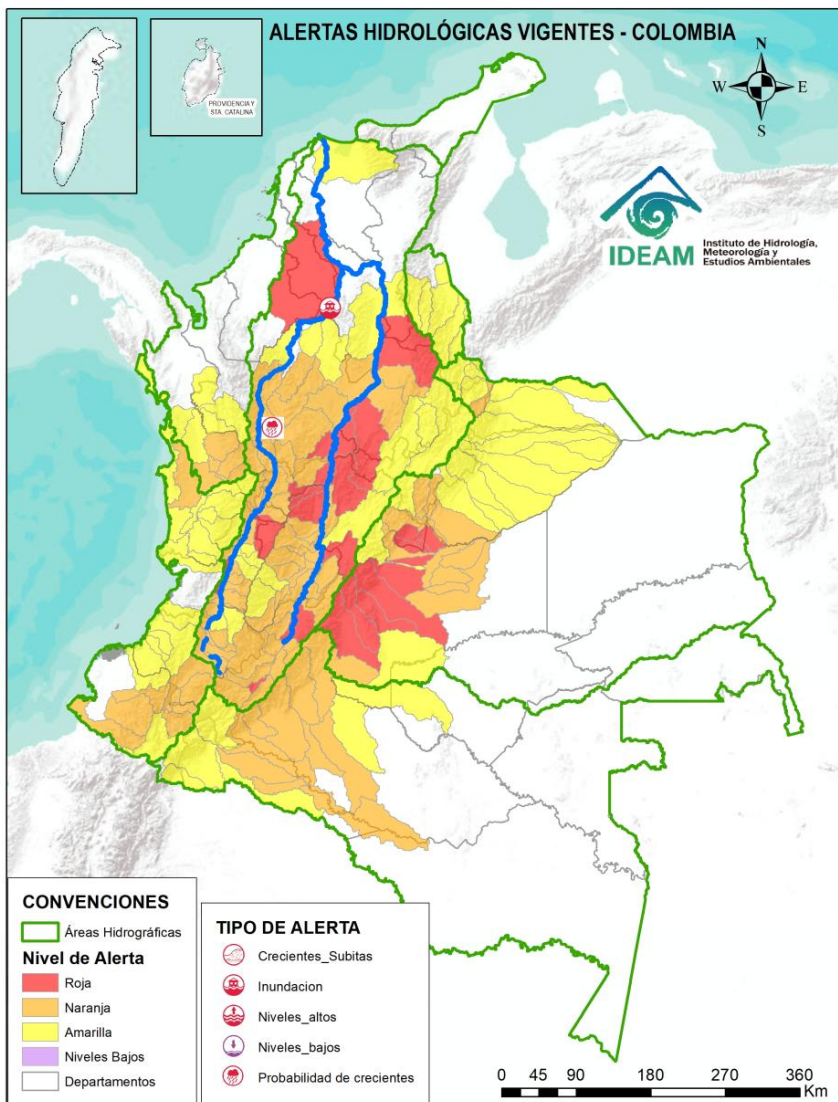 ALERTAS HIDROLÓGICAS VIGENTES - COLOMBIA
PROVIDENCIA Y
STA. CATALINA
N
W
E
S
IDEAM
Instituto de Hidrología,
Meteorología y
Estudios Ambientales
CONVENCIONES
Áreas Hidrográficas
Nivel de Alerta
Roja
Naranja
Amarilla
Niveles Bajos
Departamentos
TIPO DE ALERTA
Crecientes_Subitas
Inundacion
Niveles_altos
Niveles_bajos
Probabilidad de crecientes
0 45 90 180 270 360
Km